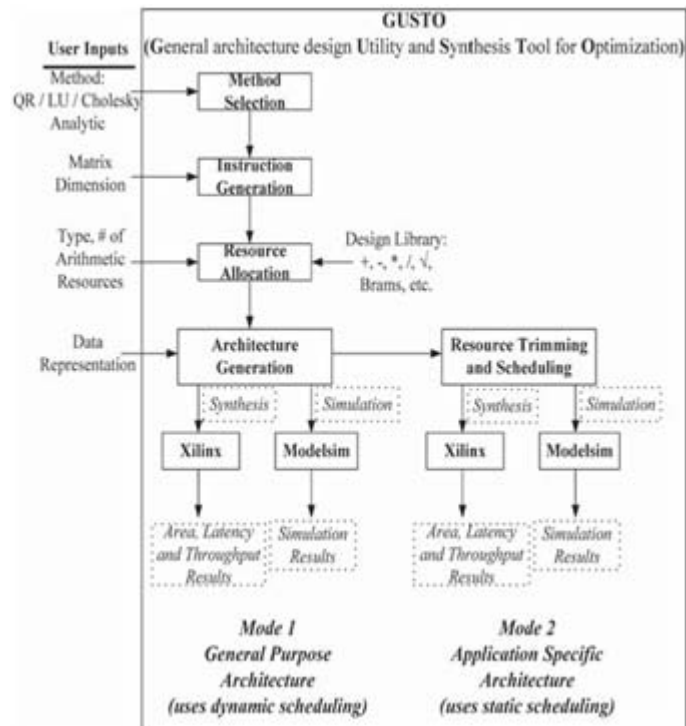 GUSTO
(General architecture design Utility and Synthesis Tool for Optimization)
User Inputs
Method:
QR / LU / Cholesky
Analytic
Method
Selection
Matrix
Dimension
Instruction
Generation
Type, # of
Arithmetic
Resources
Resource
Allocation
Design Library:
+, -, *, /, √,
Brams, etc.
Data
Representation
Architecture
Generation
Resource Trimming
and Scheduling
Synthesis
Simulation
Synthesis
Simulation
Xilinx
Modelsim
Xilinx
Modelsim
Area, Latency
and Throughput
Results
Simulation
Results
Area, Latency
and Throughput
Results
Simulation
Results
Mode 1
General Purpose
Architecture
(uses dynamic scheduling)
Mode 2
Application Specific
Architecture
(uses static scheduling)